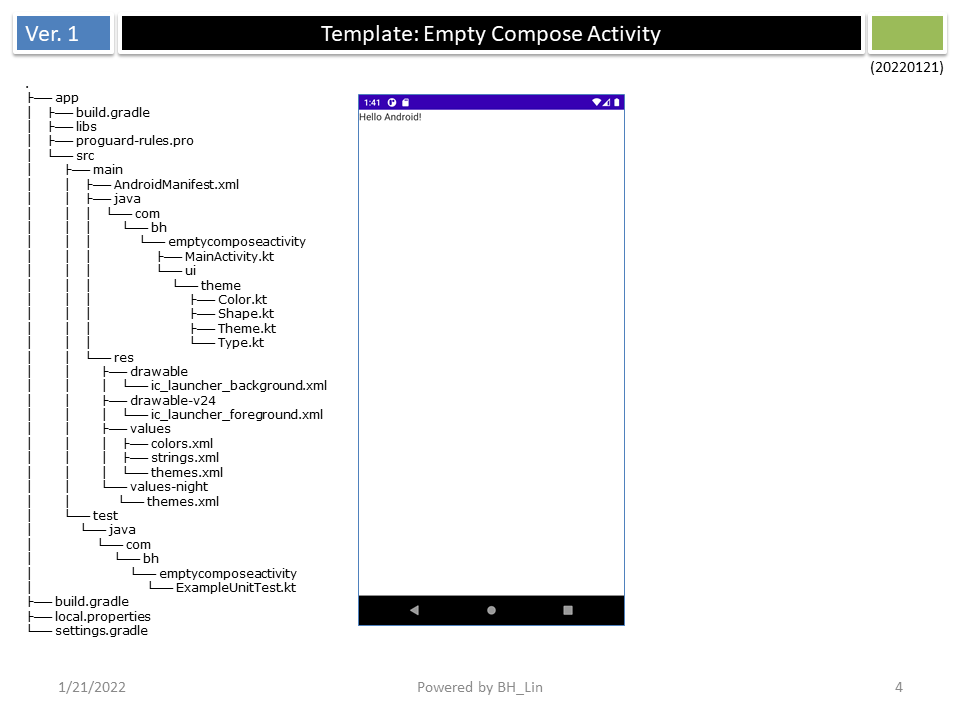 Ver. 1
Template: Empty Compose Activity
(20220121)
.
├── app
│   ├── build.gradle
│   ├── libs
│   ├── proguard-rules.pro
│   └── src
│       ├── main
│       │   ├── AndroidManifest.xml
│       │   ├── java
│       │   │   └── com
│       │   │       └── bh
│       │   │           └── emptycomposeactivity
│       │   │               ├── MainActivity.kt
│       │   │               └── ui
│       │   │                   └── theme
│       │   │                       ├── Color.kt
│       │   │                       ├── Shape.kt
│       │   │                       ├── Theme.kt
│       │   │                       └── Type.kt
│       │   └── res
│       │       ├── drawable
│       │       │   └── ic_launcher_background.xml
│       │       ├── drawable-v24
│       │       │   └── ic_launcher_foreground.xml
│       │       ├── values
│       │       │   ├── colors.xml
│       │       │   ├── strings.xml
│       │       │   └── themes.xml
│       │       └── values-night
│       │           └── themes.xml
│       └── test
│           └── java
│               └── com
│                   └── bh
│                       └── emptycomposeactivity
│                           └── ExampleUnitTest.kt
├── build.gradle
├── local.properties
└── settings.gradle
1:41
Hello Android!
1/21/2022
Powered by BH_Lin
4